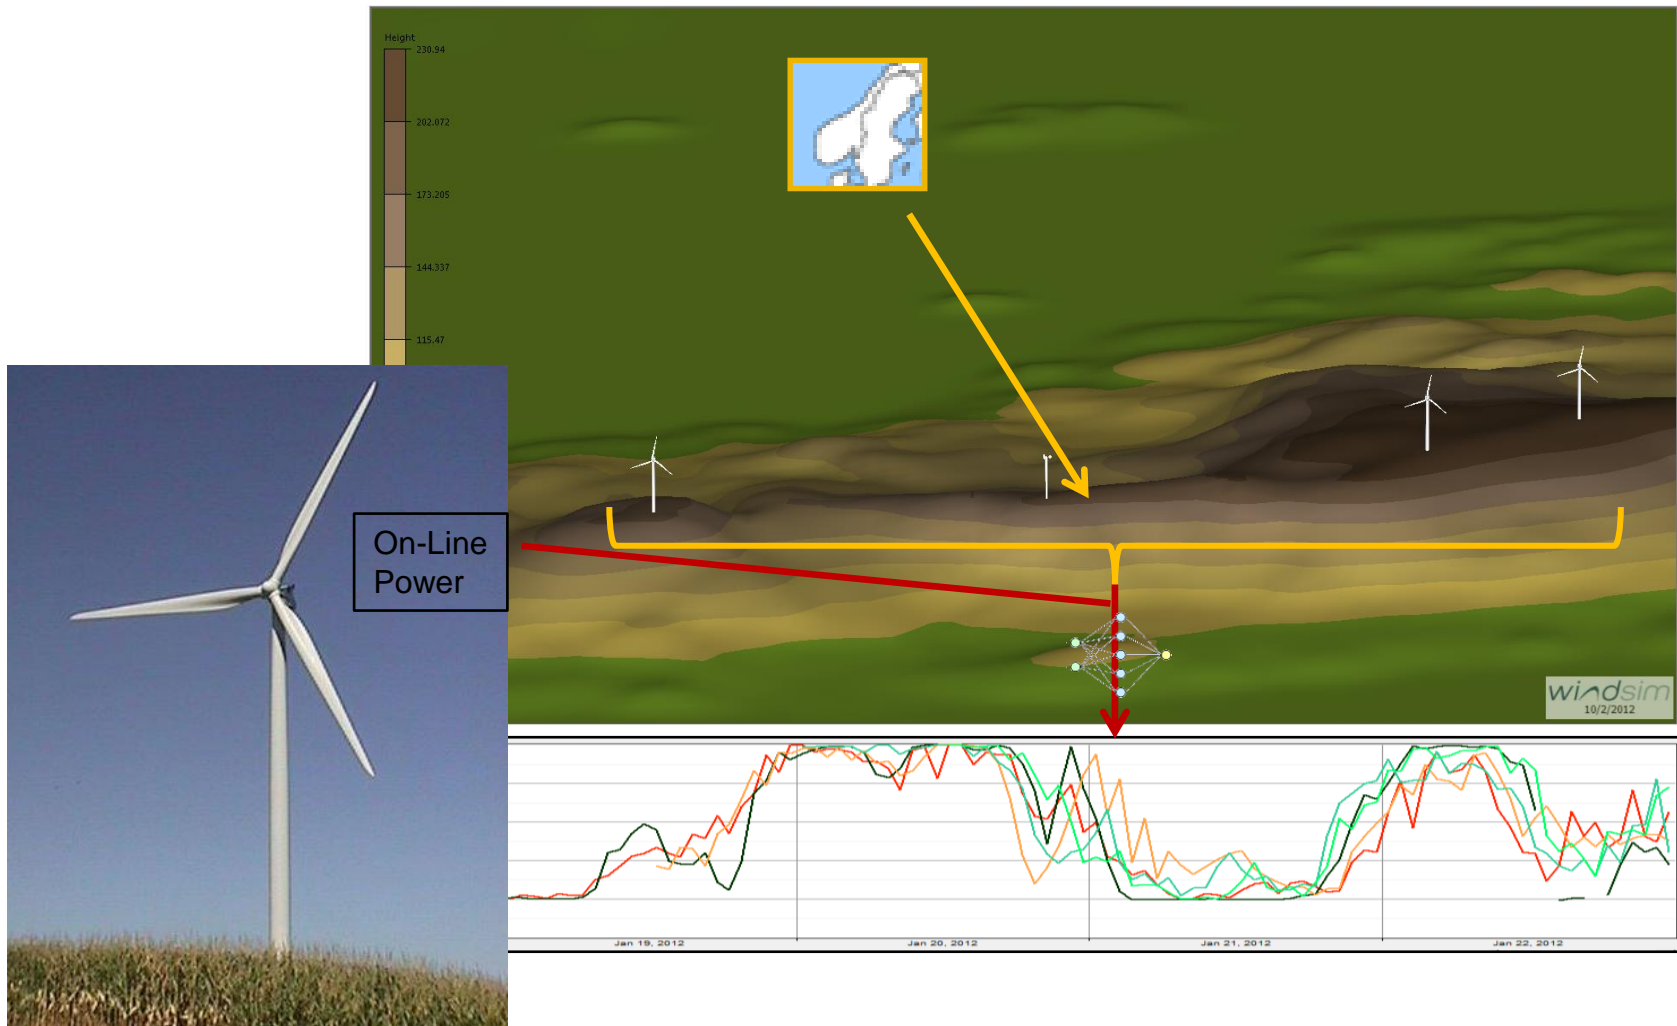 Height
230.94
202.072
173.205
144.337
115.47
On-Line
Power
windsim
10/2/2012
Jan 19, 2012
Jan 20, 2012
Jan 21, 2012
Jan 22, 2012